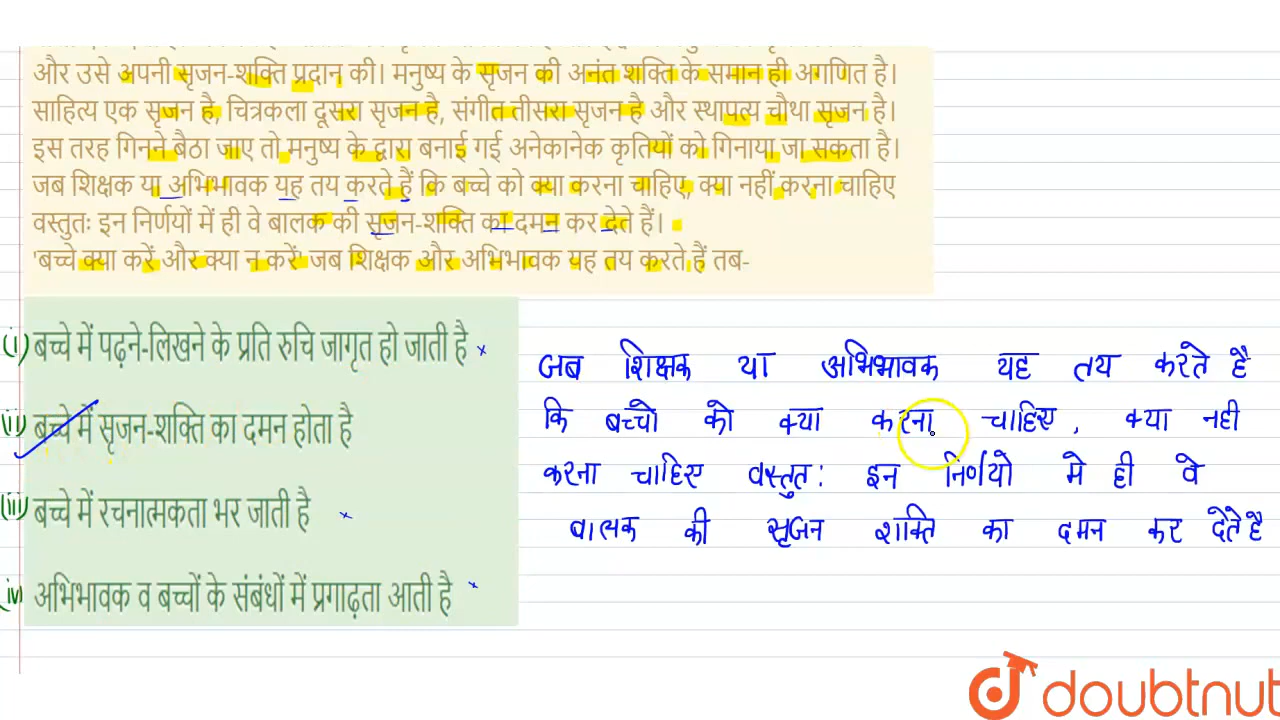 और उसे अपनी सृजन-शक्ति प्रदान की। मनुष्य के सृजन की अनंत शक्ति के समान ही अगणित है।
साहित्य एक सृजन है, चित्रकला दूसरा सृजन है, संगीत तीसरा सृजन है और स्थापत्य चौथा सृजन है।
इस तरह गिनने बैठा जाए तो मनुष्य के द्वारा बनाई गई अनेकानेक कृतियों को गिनाया जा सकता है।
जब शिक्षक या अभिभावक यह तय करते हैं कि बच्चे को क्या करना चाहिए, क्या नहीं करना चाहिए
वस्तुतः इन निर्णयों में ही वे बालक की सृजन-शक्ति का दमन कर देते हैं।
'बच्चे क्या करें और क्या न करें' जब शिक्षक और अभिभावक यह तय करते हैं तब-
(i) बच्चे में पढ़ने-लिखने के प्रति रुचि जागृत हो जाती है ×
(ii) बच्चे में सृजन-शक्ति का दमन होता है
(iii) बच्चे में रचनात्मकता भर जाती है ×
(iv) अभिभावक व बच्चों के संबंधों में प्रगाढ़ता आती है ×
जब शिक्षक या अभिभावक यह तय करते है
कि बच्चो को क्या करना चाहिए, क्या नही
करना चाहिए वस्तुत: इन निर्णयो मे ही वे
बालक की सृजन शक्ति का दमन कर देते है
doubtnut